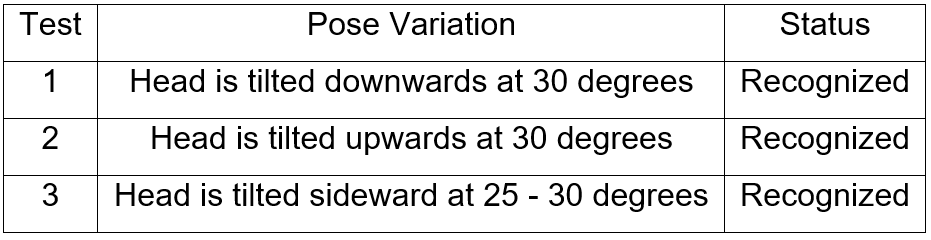 Test Pose Variation Status
1 Head is tilted downwards at 30 degrees Recognized
2 Head is tilted upwards at 30 degrees Recognized
3 Head is tilted sideward at 25 - 30 degrees Recognized